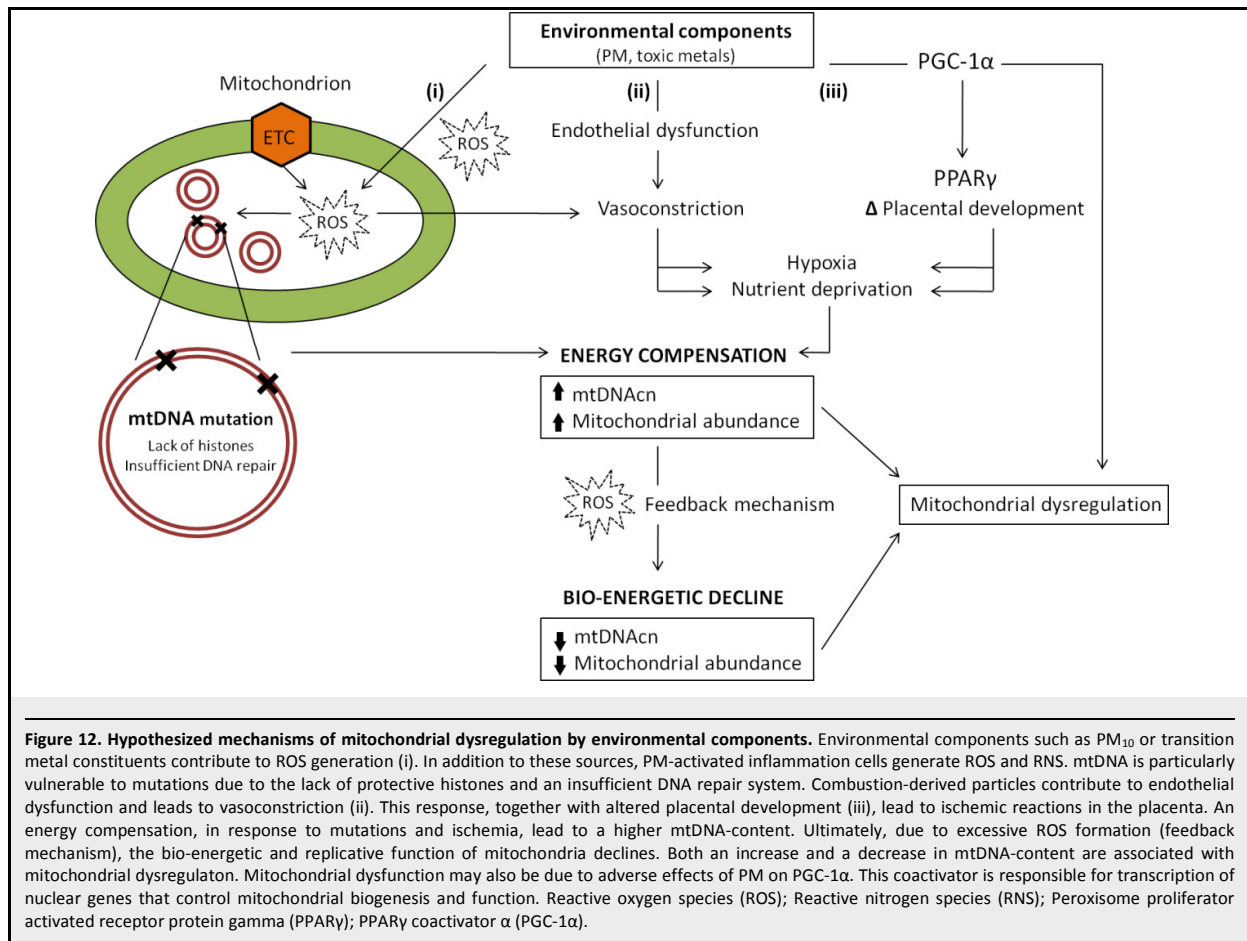 Environmental components
(PM, toxic metals)
PGC-1α
(i)
(ii)
(iii)
Mitochondrion
ETC
ROS
Endothelial dysfunction
PPARγ
Δ Placental development
ROS
Vasoconstriction
Hypoxia
Nutrient deprivation
ENERGY COMPENSATION
mtDNAcn
Mitochondrial abundance
mtDNA mutation
Lack of histones
Insufficient DNA repair
ROS
Feedback mechanism
Mitochondrial dysregulation
BIO-ENERGETIC DECLINE
mtDNAcn
Mitochondrial abundance
Figure 12. Hypothesized mechanisms of mitochondrial dysregulation by environmental components. Environmental components such as PM₁₀ or transition
metal constituents contribute to ROS generation (i). In addition to these sources, PM-activated inflammation cells generate ROS and RNS. mtDNA is particularly
vulnerable to mutations due to the lack of protective histones and an insufficient DNA repair system. Combustion-derived particles contribute to endothelial
dysfunction and leads to vasoconstriction (ii). This response, together with altered placental development (iii), lead to ischemic reactions in the placenta. An
energy compensation, in response to mutations and ischemia, lead to a higher mtDNA-content. Ultimately, due to excessive ROS formation (feedback
mechanism), the bio-energetic and replicative function of mitochondria declines. Both an increase and a decrease in mtDNA-content are associated with
mitochondrial dysregulaton. Mitochondrial dysfunction may also be due to adverse effects of PM on PGC-1α. This coactivator is responsible for transcription of
nuclear genes that control mitochondrial biogenesis and function. Reactive oxygen species (ROS); Reactive nitrogen species (RNS); Peroxisome proliferator
activated receptor protein gamma (PPARγ); PPARγ coactivator α (PGC-1α).